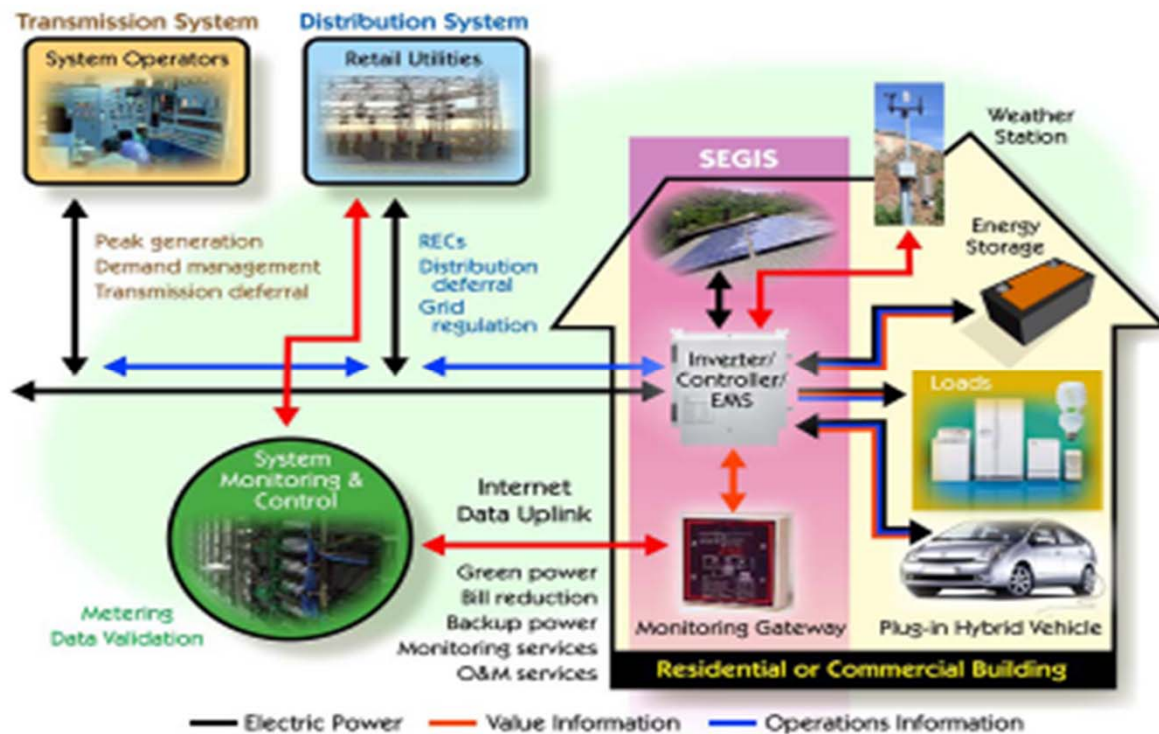 Transmission System
System Operators
Distribution System
Retail Utilities
Peak generation
Demand management
Transmission deferral
RECs
Distribution
deferral
Grid
regulation
SEGIS
Weather
Station
Energy
Storage
Inverter/
Controller/
EMS
Loads
System
Monitoring &
Control
Internet
Data Uplink
Green power
Bill reduction
Backup power
Monitoring services
O&M services
Metering
Data Validation
Monitoring Gateway
Plug-in Hybrid Vehicle
Residential or Commercial Building
Electric Power
Value Information
Operations Information